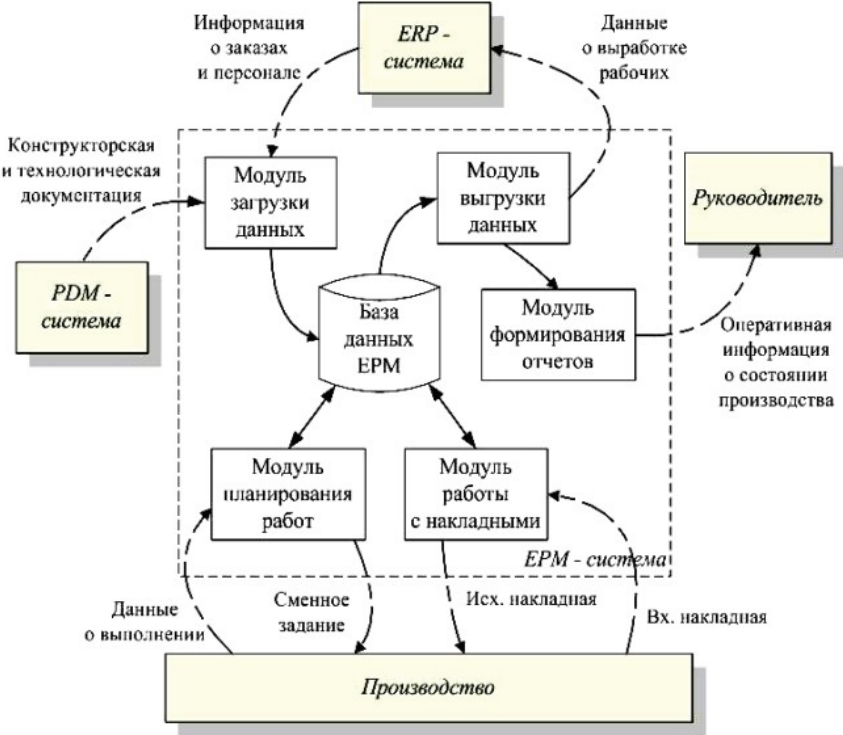 Информация
о заказах
и персонале
ERP -
система
Данные
о выработке
рабочих
Конструкторская
и технологическая
документация
Модуль
загрузки
данных
Модуль
выгрузки
данных
Руководитель
PDM -
система
База
данных
EPM
Модуль
формирования
отчетов
Оперативная
информация
о состоянии
производства
Модуль
планирования
работ
Модуль
работы
с накладными
EPM - система
Данные
о выполнении
Сменное
задание
Исх. накладная
Вх. накладная
Производство